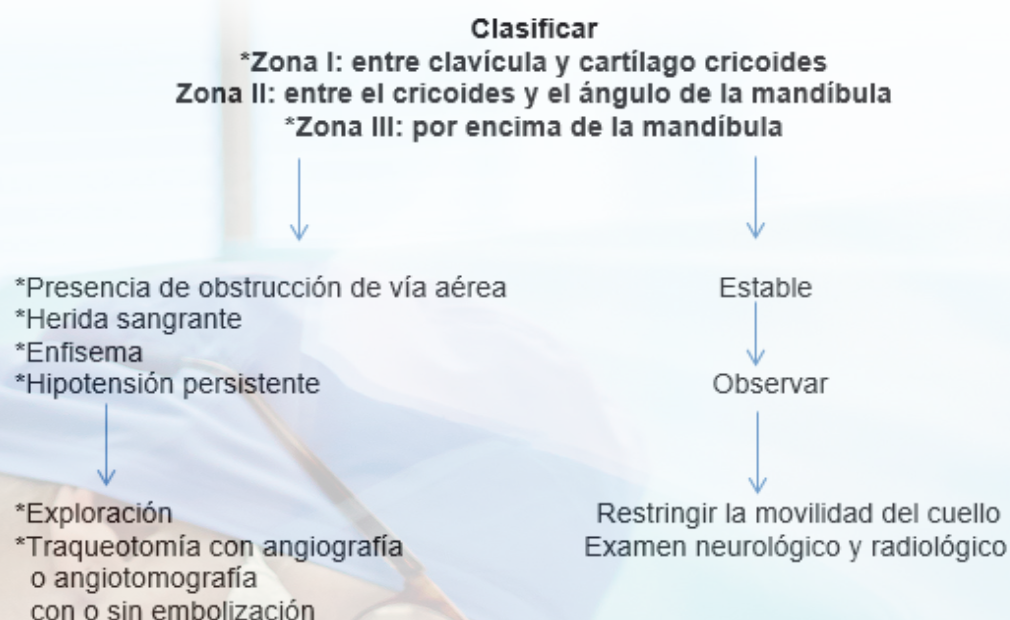 Clasificar
*Zona I: entre clavícula y cartílago cricoides
Zona II: entre el cricoides y el ángulo de la mandíbula
*Zona III: por encima de la mandíbula
*Presencia de obstrucción de vía aérea
*Herida sangrante
*Enfisema
*Hipotensión persistente
*Exploración
*Traqueotomía con angiografía
o angiotomografía
con o sin embolización
Estable
Observar
Restringir la movilidad del cuello
Examen neurológico y radiológico